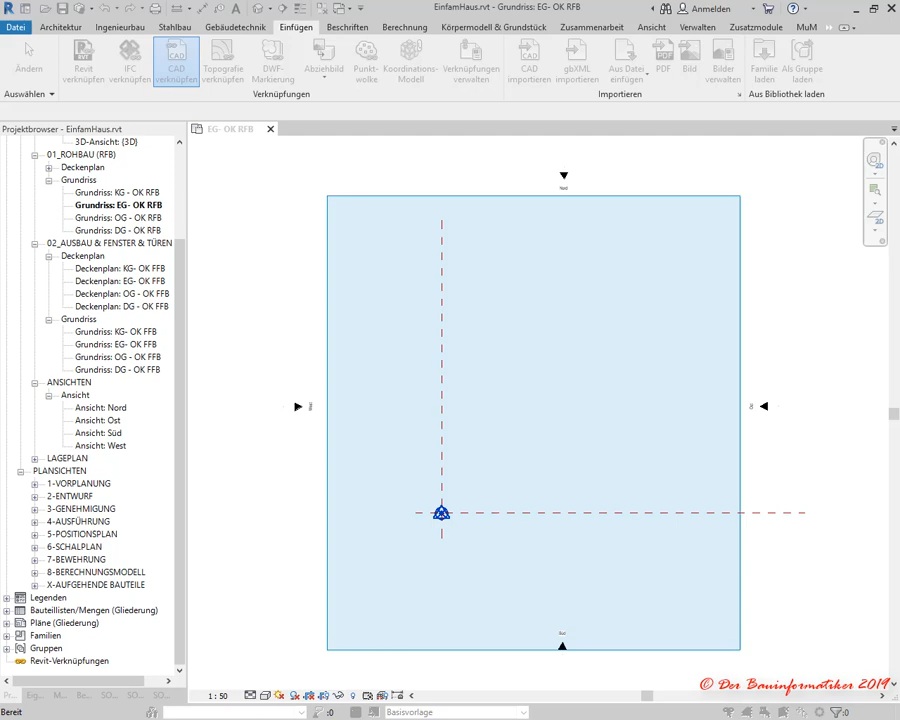 EinfamHaus.rvt - Grundriss: EG- OK RFB
Anmelden
Datei Architektur Ingenieurbau Stahlbau Gebäudetechnik Einfügen Beschriften Berechnung Körpermodell & Grundstück Zusammenarbeit Ansicht Verwalten Zusatzmodule MuM
Ändern Revit verknüpfen IFC verknüpfen CAD verknüpfen Topografie verknüpfen DWF-Markierung Abziehbild Punkt-wolke Koordinations-Modell Verknüpfungen verwalten CAD importieren gbXML importieren Aus Datei einfügen PDF Bild Bilder verwalten Familie laden Als Gruppe laden
Auswählen Verknüpfungen Importieren Aus Bibliothek laden
Projektbrowser - EinfamHaus.rvt
EG- OK RFB
3D-Ansicht: {3D}
01_ROHBAU (RFB)
Deckenplan
Grundriss
Grundriss: KG - OK RFB
Grundriss: EG- OK RFB
Grundriss: OG - OK RFB
Grundriss: DG - OK RFB
02_AUSBAU & FENSTER & TÜREN
Deckenplan
Deckenplan: KG- OK FFB
Deckenplan: EG- OK FFB
Deckenplan: OG - OK FFB
Deckenplan: DG - OK FFB
Grundriss
Grundriss: KG- OK FFB
Grundriss: EG- OK FFB
Grundriss: OG - OK FFB
Grundriss: DG - OK FFB
ANSICHTEN
Ansicht
Ansicht: Nord
Ansicht: Ost
Ansicht: Süd
Ansicht: West
LAGEPLAN
PLANSICHTEN
1-VORPLANUNG
2-ENTWURF
3-GENEHMIGUNG
4-AUSFÜHRUNG
5-POSITIONSPLAN
6-SCHALPLAN
7-BEWEHRUNG
8-BERECHNUNGSMODELL
X-AUFGEHENDE BAUTEILE
Legenden
Bauteillisten/Mengen (Gliederung)
Pläne (Gliederung)
Familien
Gruppen
Revit-Verknüpfungen
Nord
2D
2D
Pr... Eig... M... Be... SO... SO... SO...
1 : 50
© Der Bauinformatiker 2019
Bereit
:0
Basisvorlage
:0